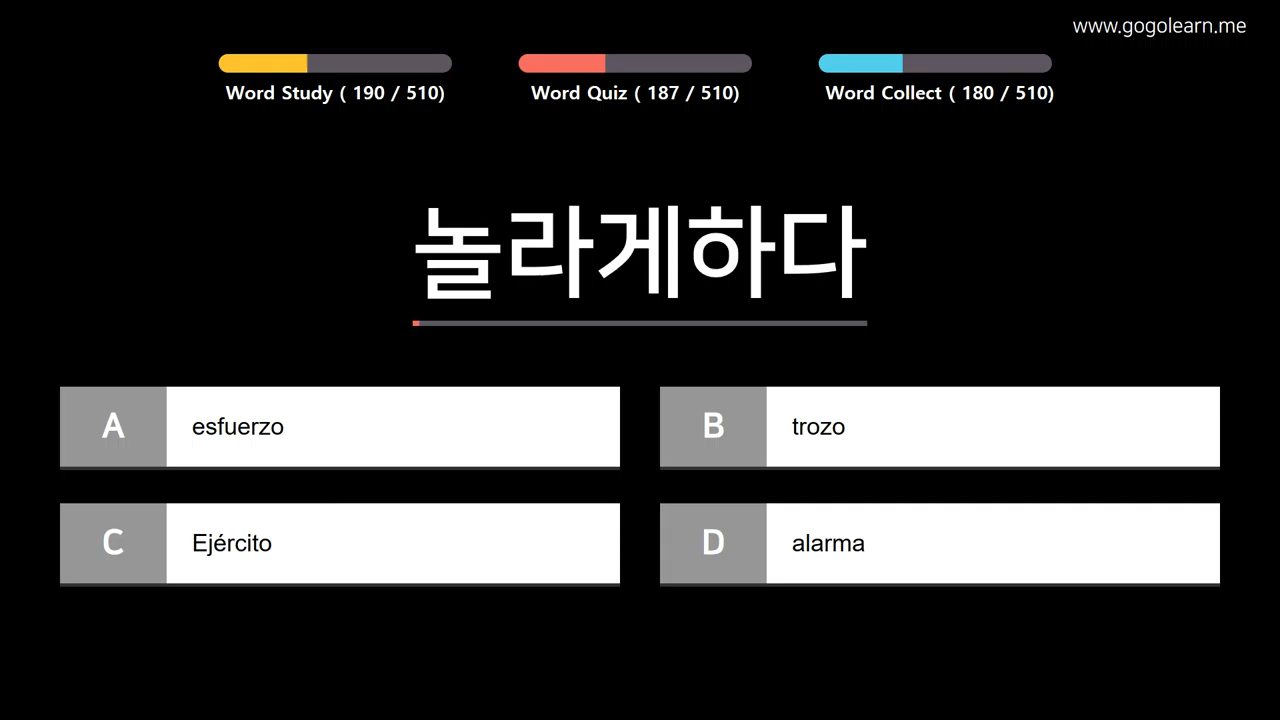 www.gogolearn.me
Word Study ( 190 / 510)
Word Quiz ( 187 / 510)
Word Collect ( 180 / 510)
놀라게하다
A esfuerzo
B trozo
C Ejército
D alarma